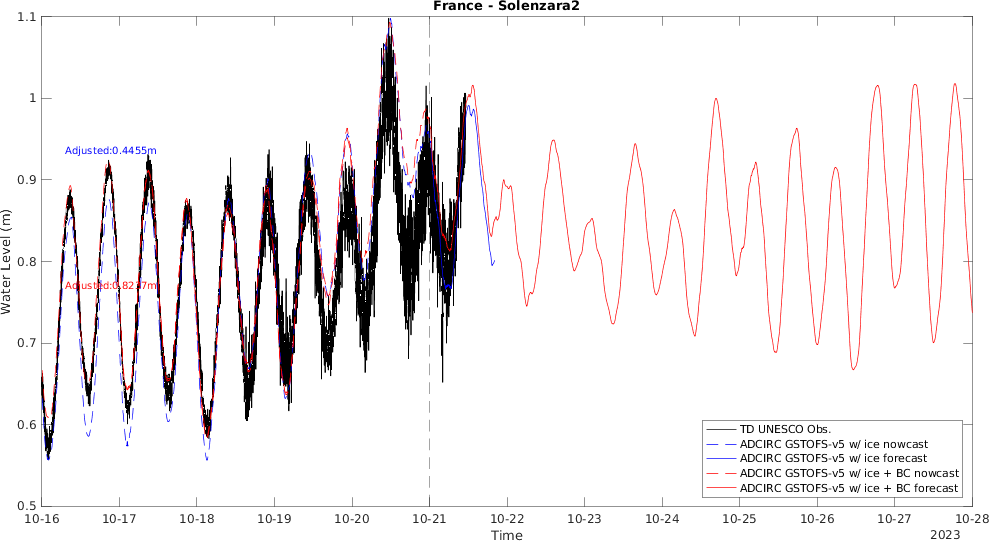 France - Solenzara2
1.1
1
0.9
0.8
0.7
0.6
0.5
Water Level (m)
Adjusted:0.4455m
Adjusted:0.8217m
TD UNESCO Obs.
ADCIRC GSTOFS-v5 w/ ice nowcast
ADCIRC GSTOFS-v5 w/ ice forecast
ADCIRC GSTOFS-v5 w/ ice + BC nowcast
ADCIRC GSTOFS-v5 w/ ice + BC forecast
10-16 10-17 10-18 10-19 10-20 10-21 10-22 10-23 10-24 10-25 10-26 10-27 10-28
Time
2023